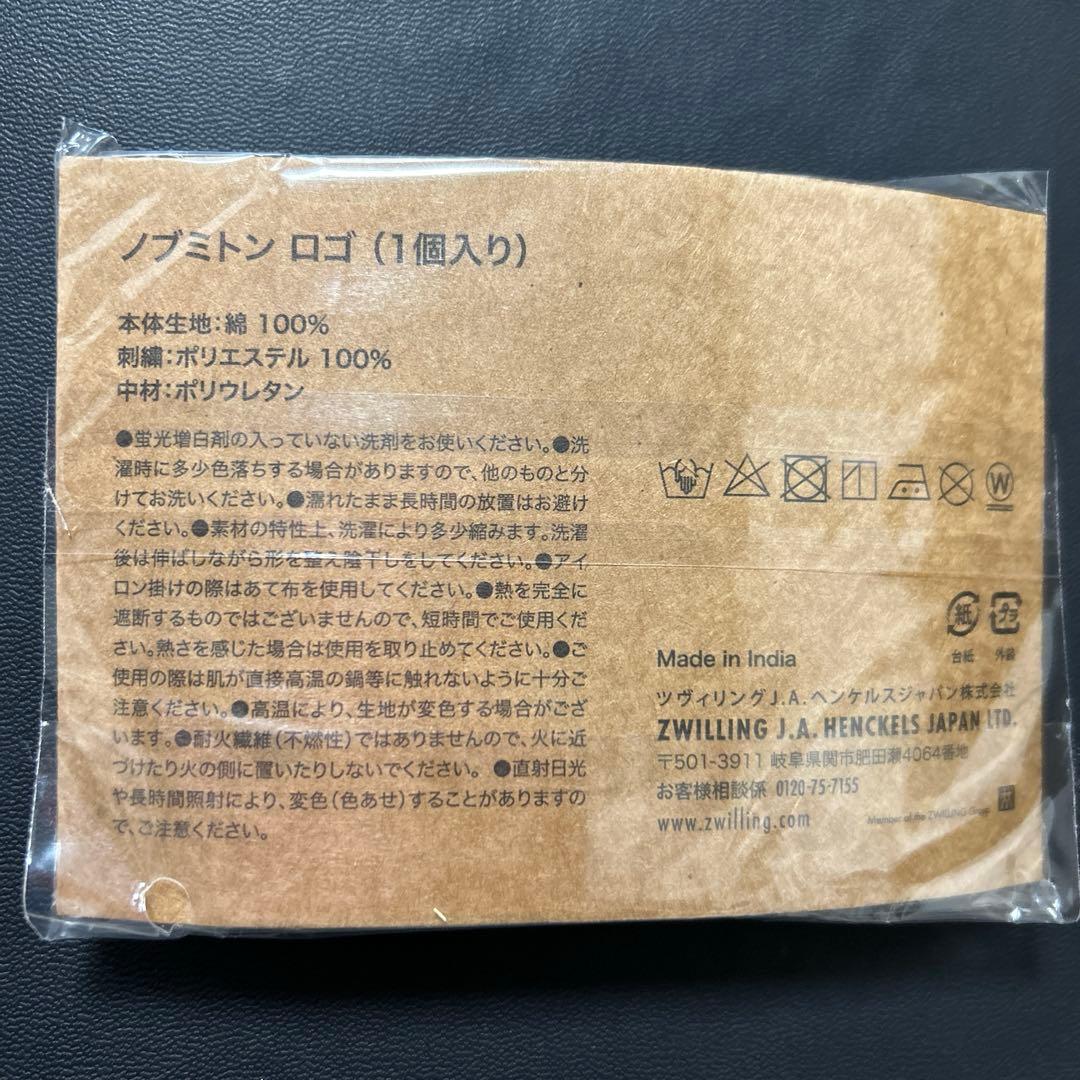 ノブミトン ロゴ（1個入り）
本体生地：綿 100%
刺繍：ポリエステル 100%
中材：ポリウレタン
●蛍光増白剤の入っていない洗剤をお使いください。●洗
濯時に多少色落ちする場合がありますので、他のものと分
けてお洗いください。●濡れたまま長時間の放置はお避け
ください。●素材の特性上、洗濯により多少縮みます。洗濯
後は伸ばしながら形を整え陰干しをしてください。●アイ
ロン掛けの際はあて布を使用してください。●熱を完全に
遮断するものではございませんので、短時間でご使用くだ
さい。熱さを感じた場合は使用を取り止めてください。●ご
使用の際は肌が直接高温の鍋等に触れないように十分ご
注意ください。●高温により、生地が変色する場合がござ
います。●耐火繊維（不燃性）ではありませんので、火に近
づけたり火の側に置いたりしないでください。 ●直射日光
や長時間照射により、変色（色あせ）することがありますの
で、ご注意ください。
W
紙 プラ
台紙 外袋
Made in India
ツヴィリング J.A. ヘンケルスジャパン株式会社
ZWILLING J.A. HENCKELS JAPAN LTD.
〒501-3911 岐阜県関市肥田瀬4064番地
お客様相談係 0120-75-7155
www.zwilling.com
Member of the ZWILLING Group